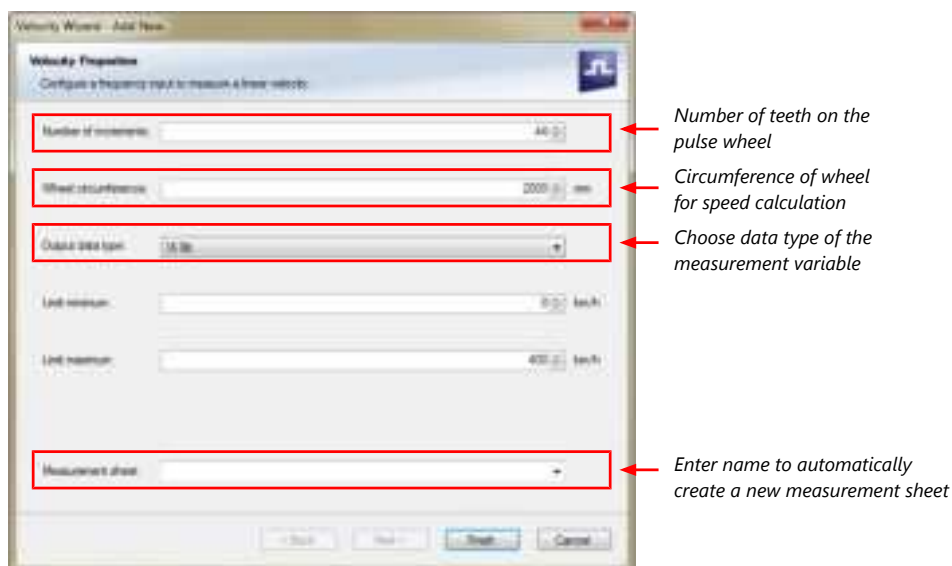 Velocity Wizard - Add New
Velocity Properties
Configure a frequency input to measure a linear velocity.
Number of increments:
Number of teeth on the
pulse wheel
Wheel circumference: 2000 mm
Circumference of wheel
for speed calculation
Output data type: 16 Bit
Choose data type of the
measurement variable
Limit minimum: 0 km/h
Limit maximum: 400 km/h
Measurement sheet:
Enter name to automatically
create a new measurement sheet
< Back Next > Finish Cancel